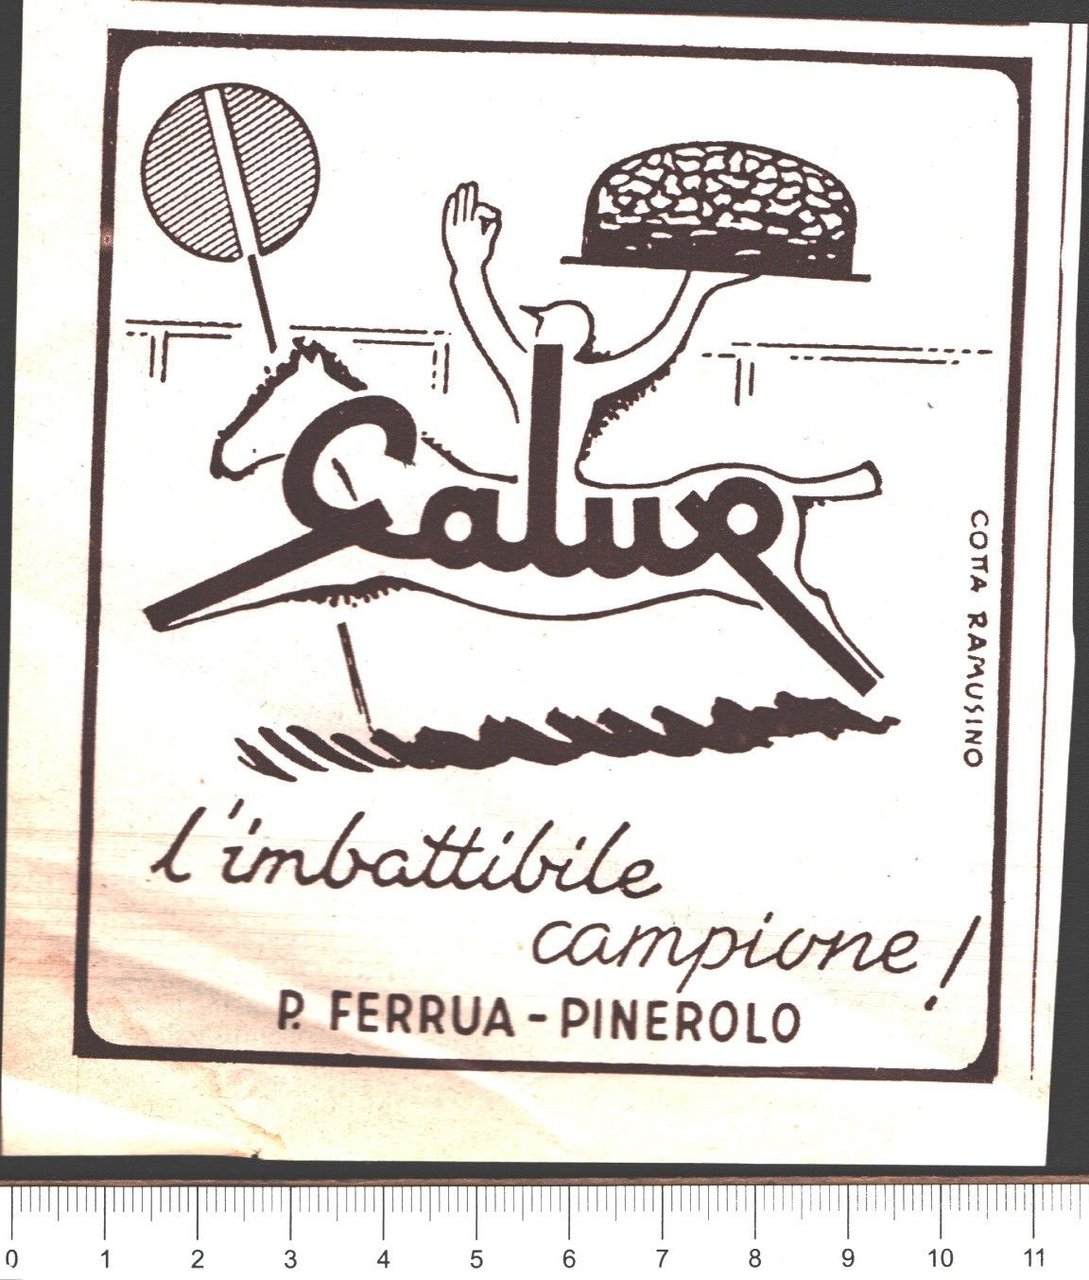 Galup
COTTA RAMUSINO
l'imbattibile
campione!
P. FERRUA - PINEROLO
0 1 2 3 4 5 6 7 8 9 10 11